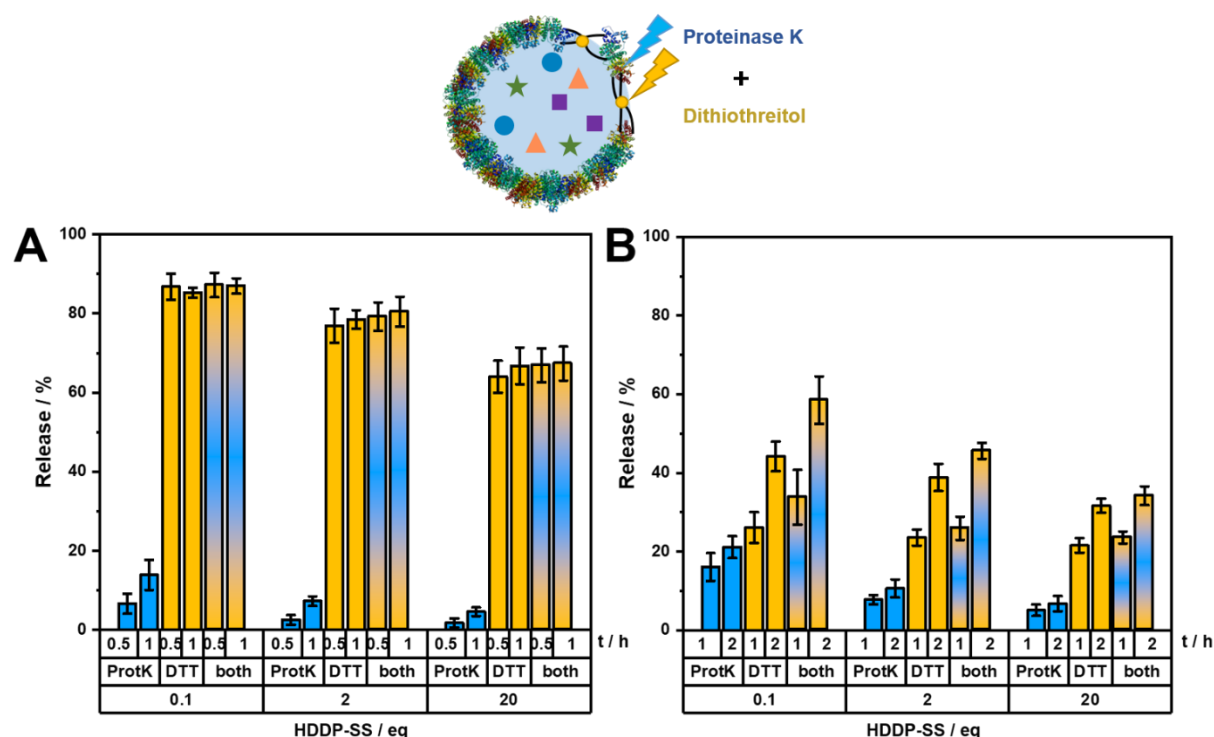 Proteinase K
+
Dithiothreitol
A
100
80
60
40
20
0
Release / %
0.5 1 0.5 1 0.5 1 0.5 1 0.5 1 0.5 1 0.5 1 0.5 1 0.5 1 t / h
ProtK DTT both ProtK DTT both ProtK DTT both
0.1 2 20
HDDP-SS / eq
B
100
80
60
40
20
0
Release / %
1 2 1 2 1 2 1 2 1 2 1 2 1 2 1 2 1 2 t / h
ProtK DTT both ProtK DTT both ProtK DTT both
0.1 2 20
HDDP-SS / eq